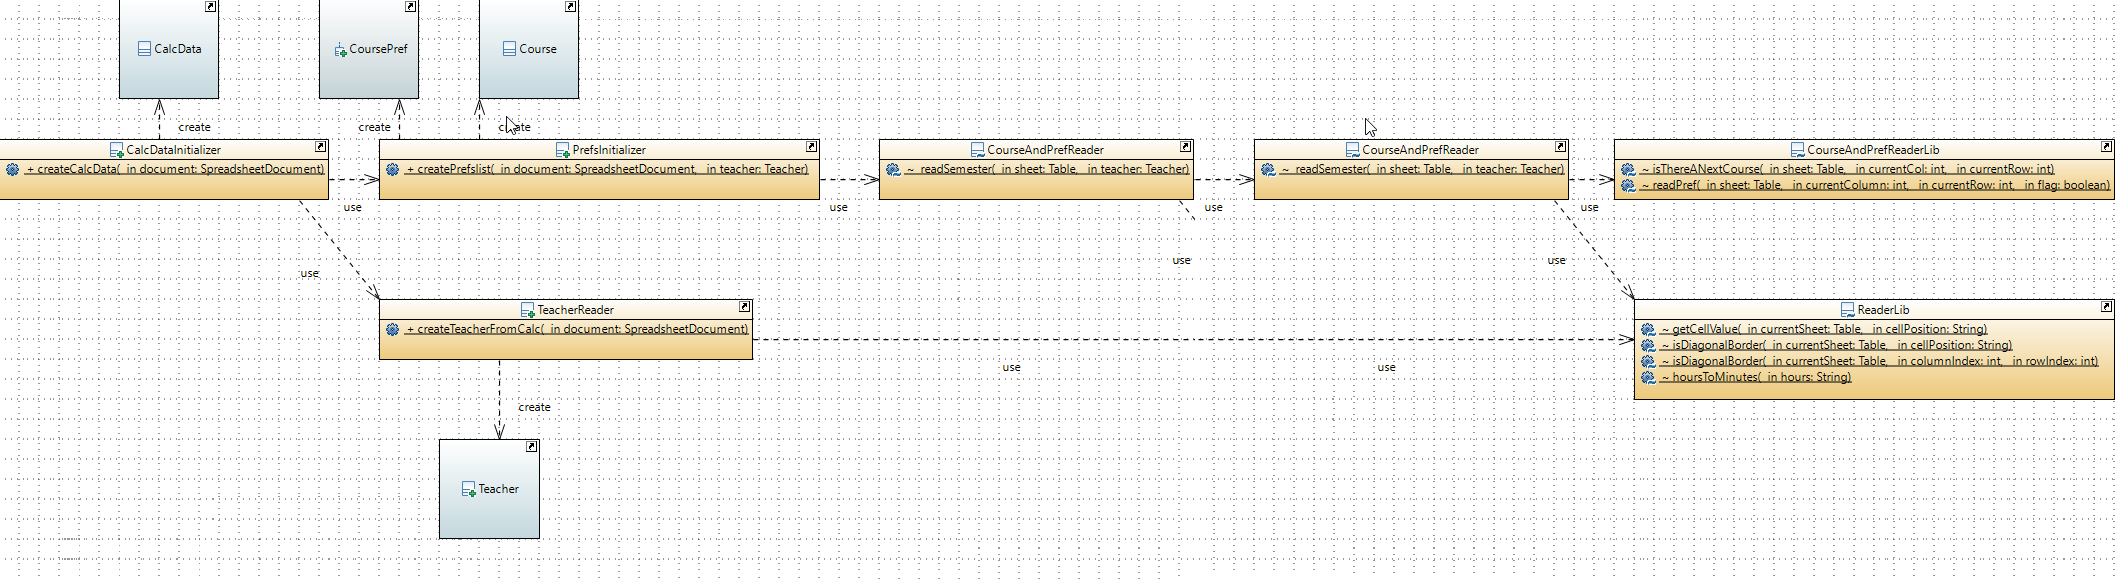 CalcData
CoursePref
Course
create
create
create
CalcDataInitializer
+ createCalcData( in document: SpreadsheetDocument)
PrefsInitializer
+ createPrefslist( in document: SpreadsheetDocument, in teacher: Teacher)
CourseAndPrefReader
~ readSemester( in sheet: Table, in teacher: Teacher)
CourseAndPrefReader
~ readSemester( in sheet: Table, in teacher: Teacher)
CourseAndPrefReaderLib
~ isThereANextCourse( in sheet: Table, in currentCol: int, in currentRow: int)
~ readPref( in sheet: Table, in currentColumn: int, in currentRow: int, in flag: boolean)
use
use
use
use
use
use
use
TeacherReader
+ createTeacherFromCalc( in document: SpreadsheetDocument)
ReaderLib
~ getCellValue( in currentSheet: Table, in cellPosition: String)
~ isDiagonalBorder( in currentSheet: Table, in cellPosition: String)
~ isDiagonalBorder( in currentSheet: Table, in columnIndex: int, in rowIndex: int)
~ hoursToMinutes( in hours: String)
use
use
create
Teacher